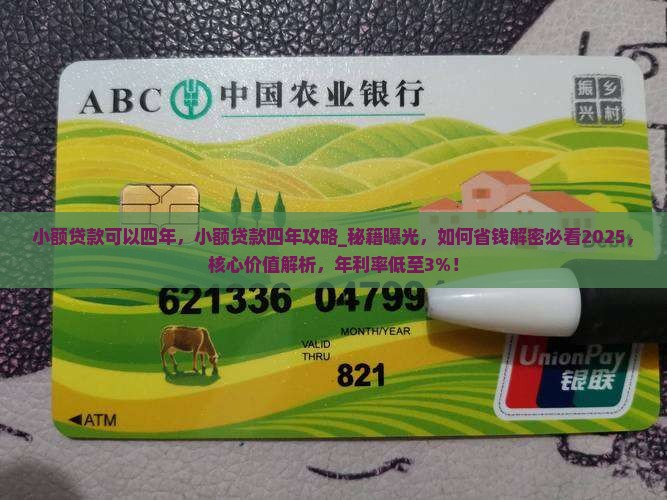 ABC 中国农业银行
振乡
兴村
小额贷款可以四年，小额贷款四年攻略_秘籍曝光，如何省钱解密必看2025，
核心价值解析，年利率低至3%！
621336 04799
MONTH/YEAR
VALID
THRU
821
UnionPay
银联
◀ATM